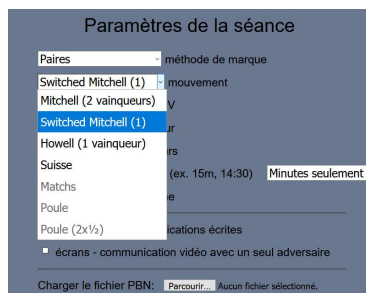 Paramètres de la séance
Paires méthode de marque
Switched Mitchell (1) mouvement
Mitchell (2 vainqueurs) V
Switched Mitchell (1) ur
Howell (1 vainqueur) rs
Suisse (ex. 15m, 14:30) Minutes seulement
Matchs e
Poule
Poule (2x½) ications écrites
écrans - communication vidéo avec un seul adversaire
Charger le fichier PBN: Parcourir... Aucun fichier sélectionné.